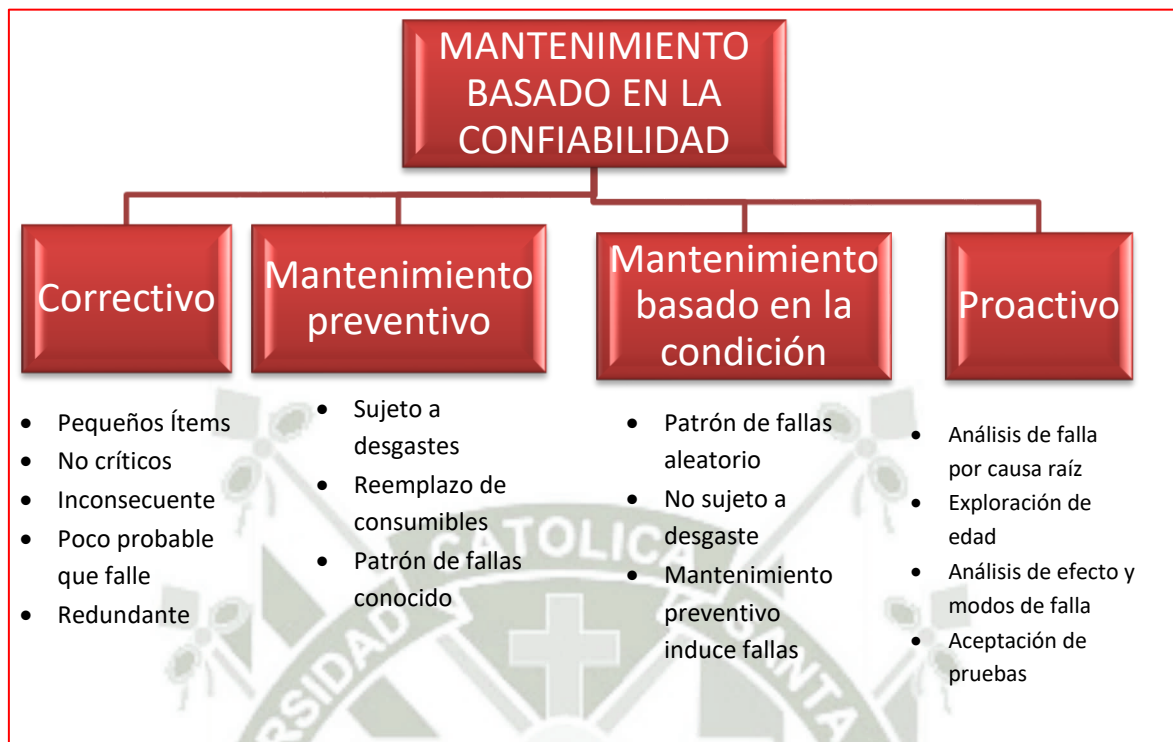 MANTENIMIENTO
BASADO EN LA
CONFIABILIDAD
Correctivo
Mantenimiento
preventivo
Mantenimiento
basado en la
condición
Proactivo
• Pequeños Ítems
• No críticos
• Inconsecuente
• Poco probable
que falle
• Redundante
• Sujeto a
desgastes
• Reemplazo de
consumibles
• Patrón de fallas
conocido
• Patrón de fallas
aleatorio
• No sujeto a
desgaste
• Mantenimiento
preventivo
induce fallas
• Análisis de falla
por causa raíz
• Exploración de
edad
• Análisis de efecto y
modos de falla
• Aceptación de
pruebas
CATOLICA
SANTA